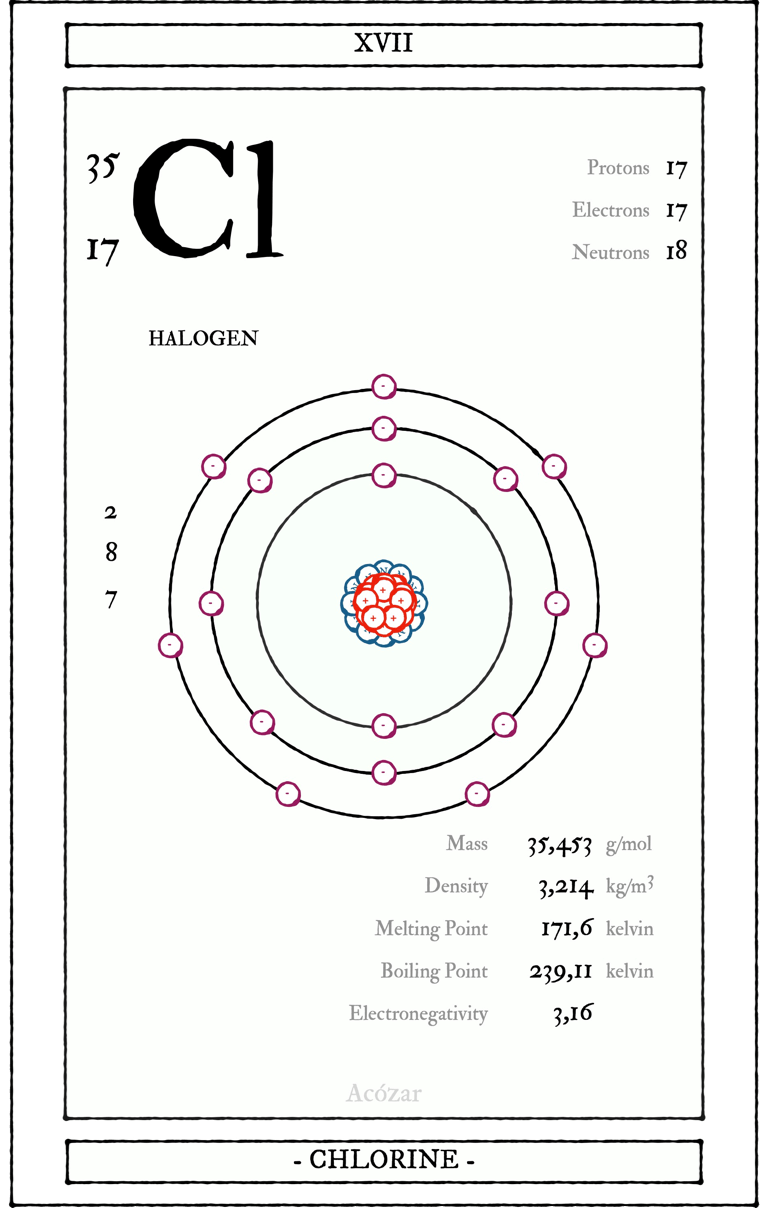 XVII
35
Cl
17
Protons 17
Electrons 17
Neutrons 18
HALOGEN
2
8
7
Mass 35,453 g/mol
Density 3,214 kg/m³
Melting Point 171,6 kelvin
Boiling Point 239,11 kelvin
Electronegativity 3,16
Acózar
- CHLORINE -